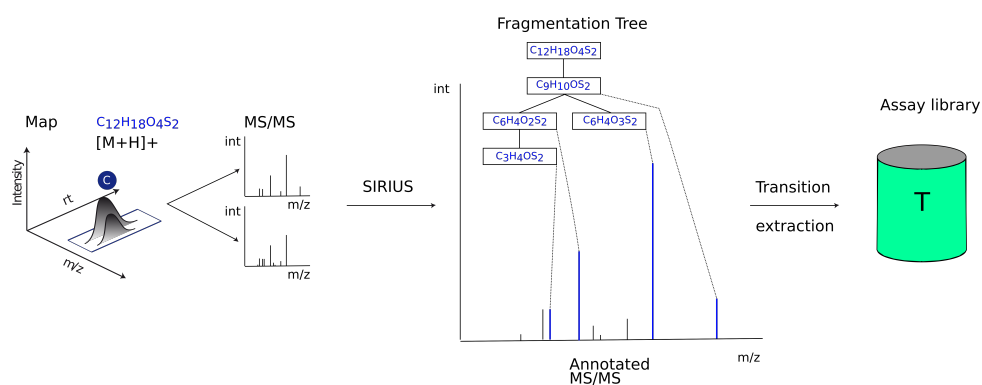 Fragmentation Tree
C12H18O4S2
C9H10OS2
C6H4O2S2
C6H4O3S2
C3H4OS2
Map
C12H18O4S2
[M+H]+
Intensity
rt
C
m/z
MS/MS
int
m/z
int
m/z
SIRIUS
int
m/z
Annotated
MS/MS
Transition
extraction
Assay library
T